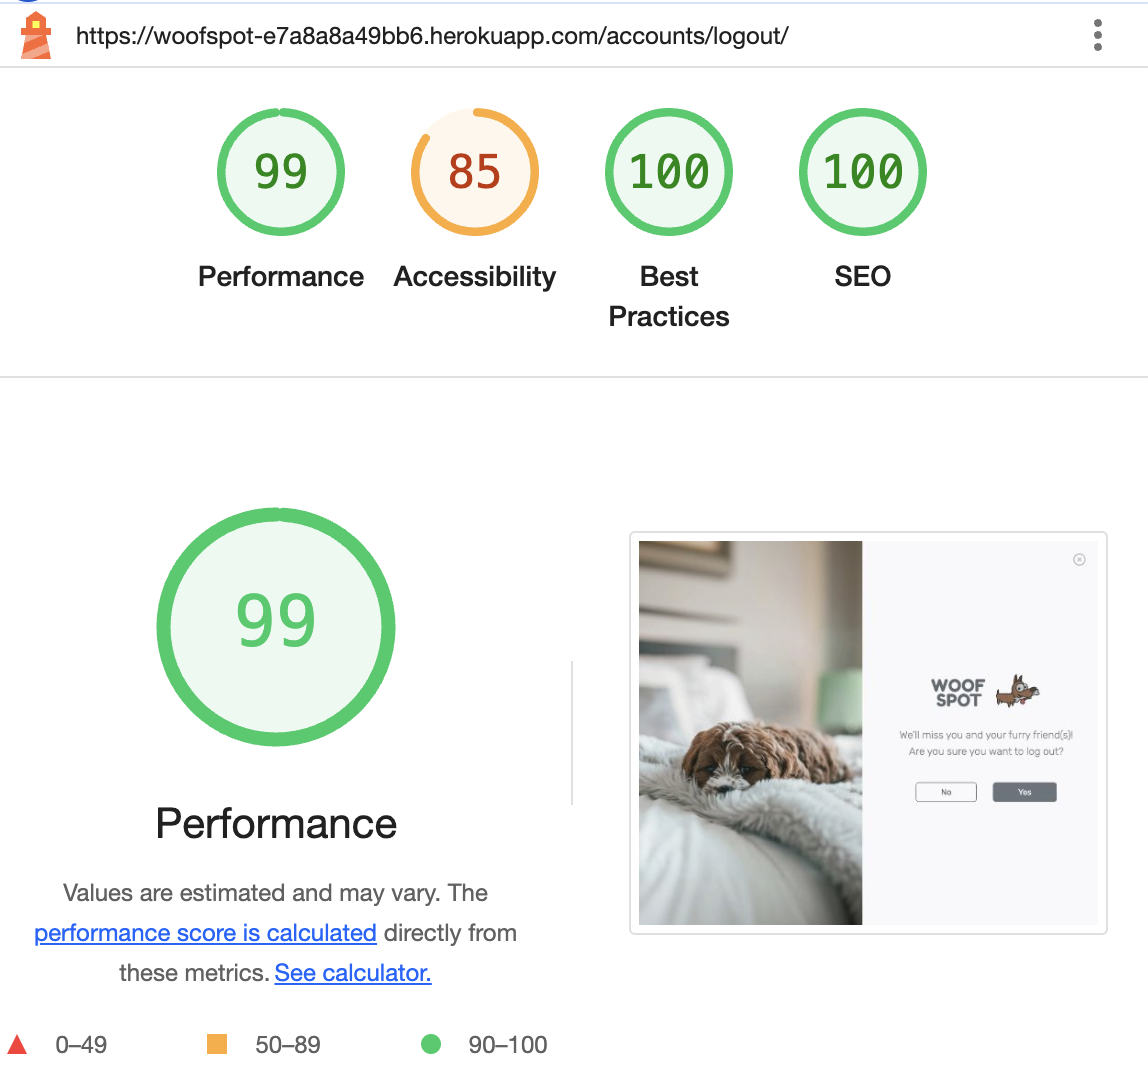 https://woofspot-e7a8a8a49bb6.herokuapp.com/accounts/logout/
99
85
100
100
Performance
Accessibility
Best
Practices
SEO
99
Performance
Values are estimated and may vary. The
performance score is calculated directly from
these metrics. See calculator.
0–49
50–89
90–100
WOOF
SPOT
We'll miss you and your furry friend(s)!
Are you sure you want to log out?
No
Yes